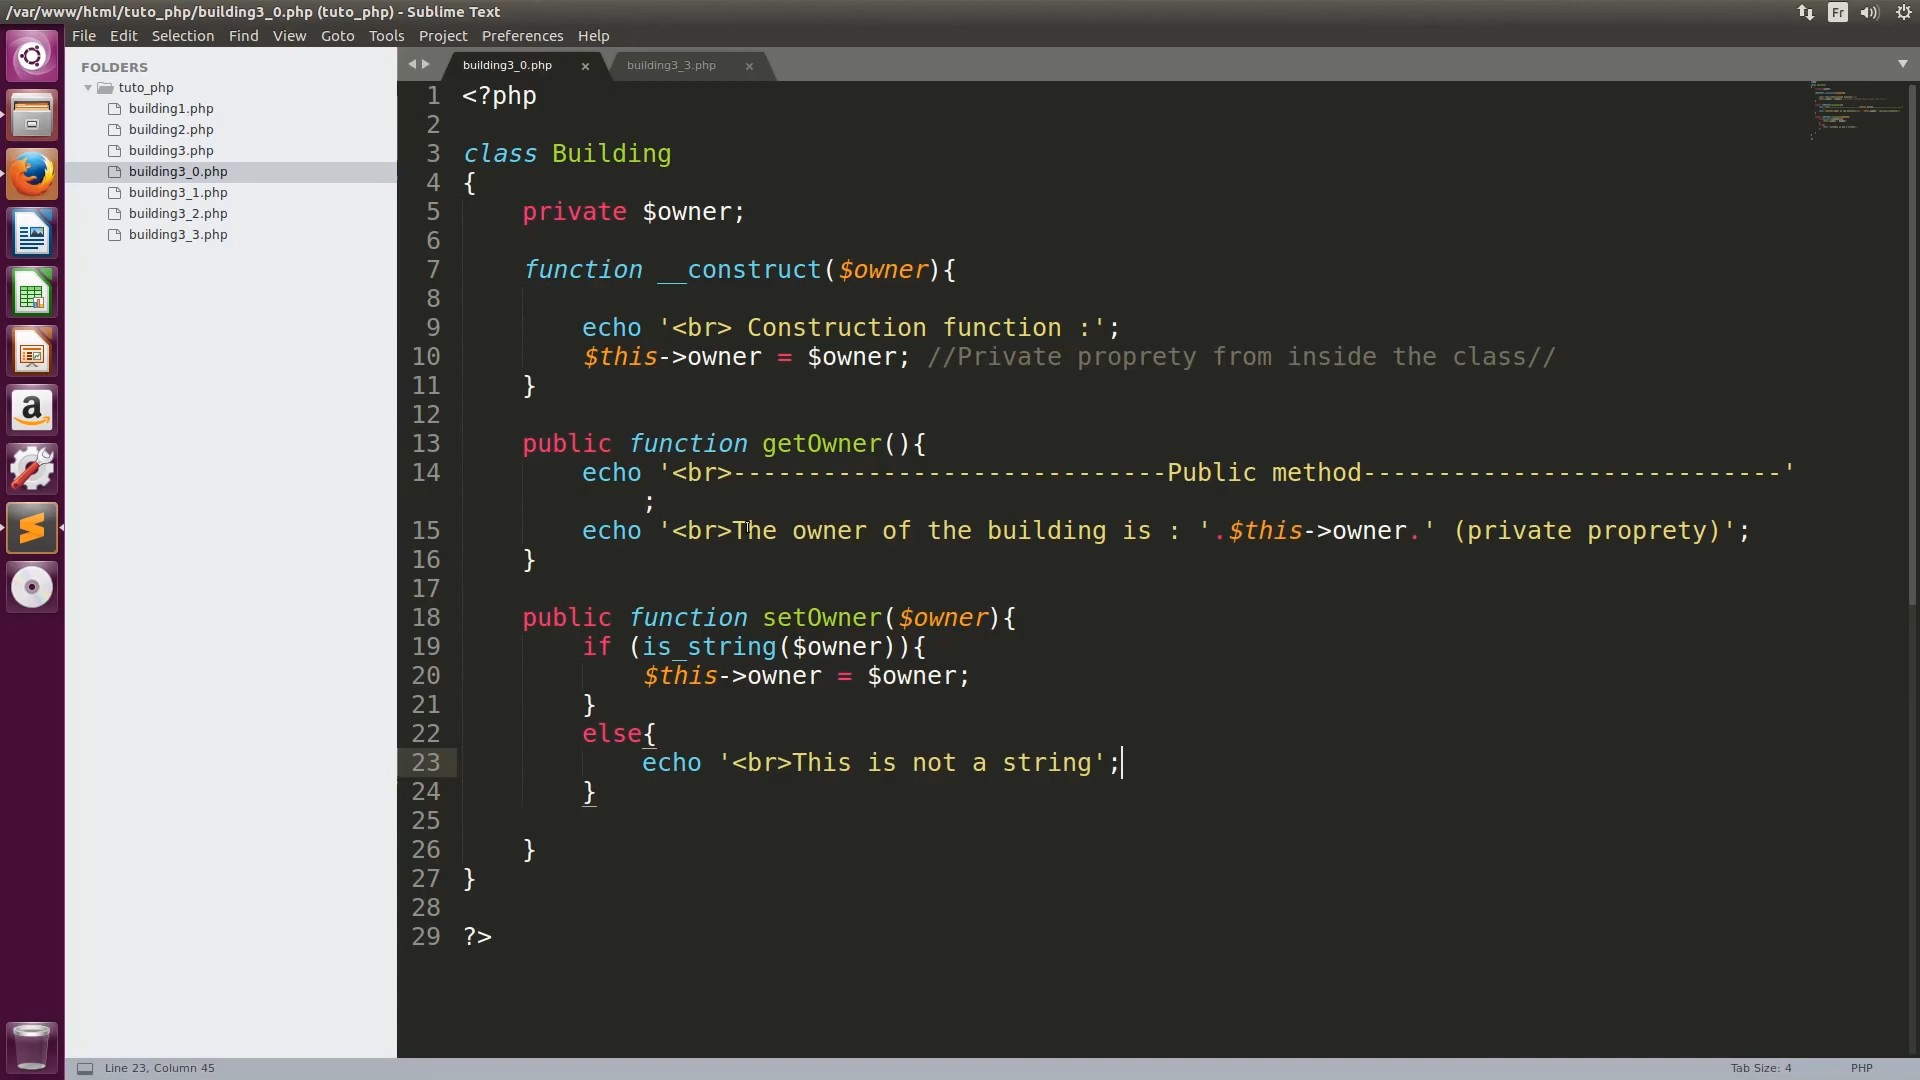 /var/www/html/tuto_php/building3_0.php (tuto_php) - Sublime Text
Fr
File Edit Selection Find View Goto Tools Project Preferences Help
FOLDERS
tuto_php
building1.php
building2.php
building3.php
building3_0.php
building3_1.php
building3_2.php
building3_3.php
building3_0.php × building3_3.php ×
1 <?php
2
3 class Building
4 {
5     private $owner;
6
7     function __construct($owner){
8
9         echo '<br> Construction function :';
10         $this->owner = $owner; //Private proprety from inside the class//
11     }
12
13     public function getOwner(){
14         echo '<br>-----------------------------Public method----------------------------'
;
15         echo '<br>The owner of the building is : '.$this->owner.' (private proprety)';
16     }
17
18     public function setOwner($owner){
19         if (is_string($owner)){
20             $this->owner = $owner;
21         }
22         else{
23             echo '<br>This is not a string';
24         }
25
26     }
27 }
28
29 ?>
Line 23, Column 45
Tab Size: 4
PHP